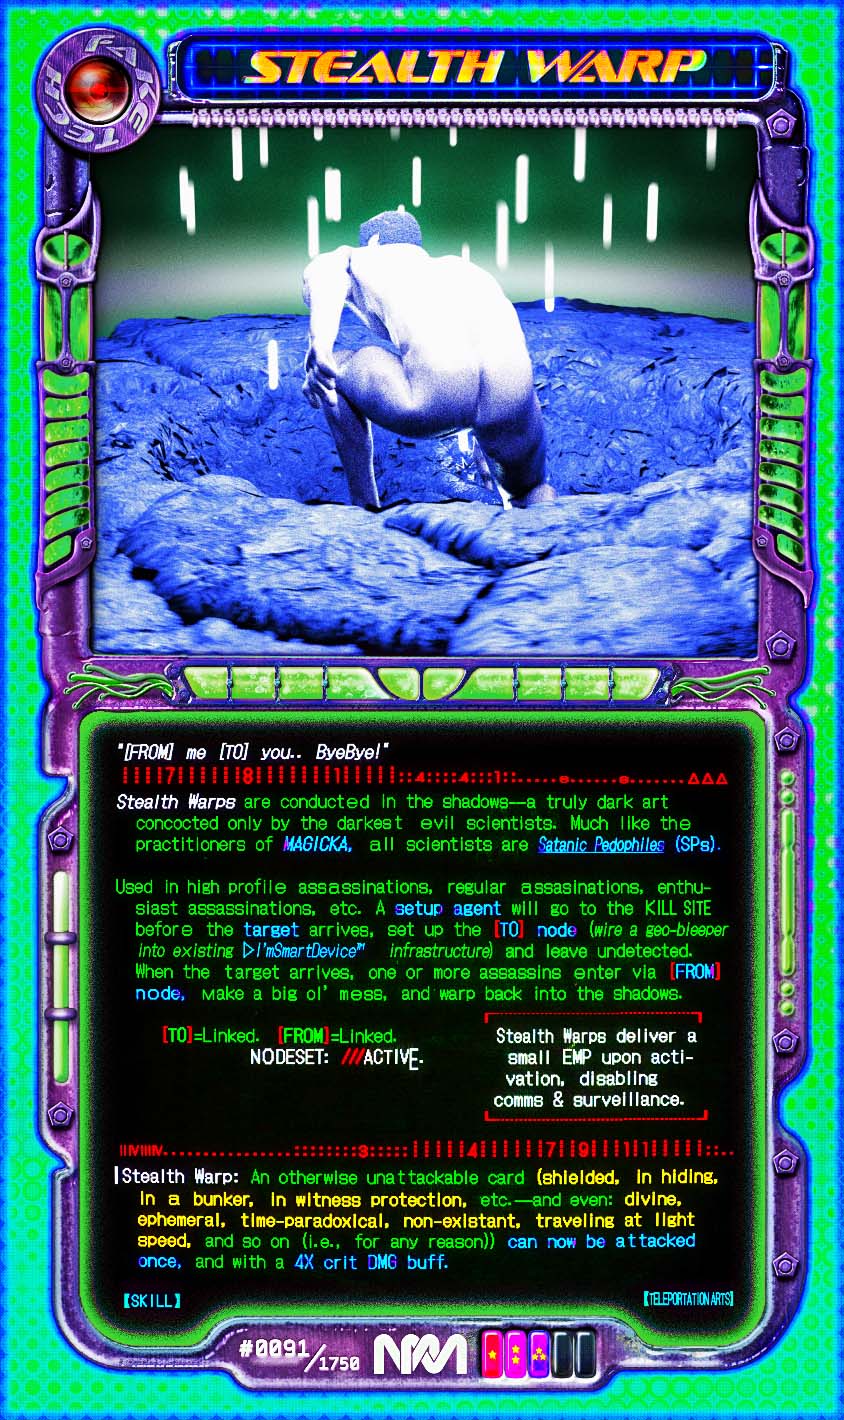 FAKE TECH
STEALTH WARP
"[FROM] me [TO] you.. ByeBye!"
Stealth Warps are conducted in the shadows—a truly dark art
concocted only by the darkest evil scientists. Much like the
practitioners of MAGICKA, all scientists are Satanic Pedophiles (SPs).
Used in high profile assassinations, regular assasinations, enthu-
siast assassinations, etc. A setup agent will go to the KILL SITE
before the target arrives, set up the [TO] node (wire a geo-bleeper
into existing ▷I'mSmartDevice™ infrastructure) and leave undetected.
When the target arrives, one or more assassins enter via [FROM]
node, make a big ol' mess, and warp back into the shadows.
[TO]=Linked. [FROM]=Linked.
NODESET: ///ACTIVE.
Stealth Warps deliver a
small EMP upon acti-
vation, disabling
comms & surveillance.
Stealth Warp: An otherwise unattackable card (shielded, in hiding,
in a bunker, in witness protection, etc.—and even: divine,
ephemeral, time-paradoxical, non-existant, traveling at light
speed, and so on (i.e., for any reason)) can now be attacked
once, and with a 4X crit DMG buff.
[SKILL]
[TELEPORTATION ARTS]
#0091/1750